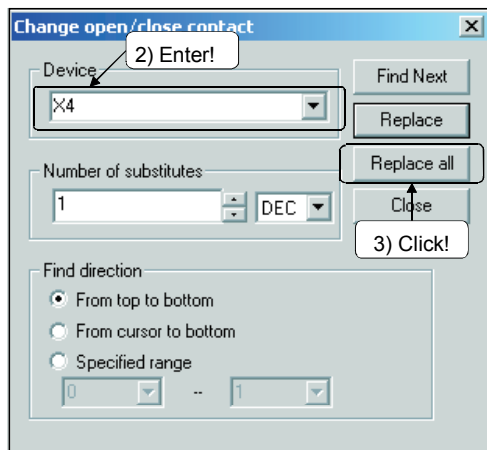 Change open/close contact
2) Enter!
Device
X4
Find Next
Replace
Replace all
Close
3) Click!
Number of substitutes
1
DEC
Find direction
From top to bottom
From cursor to bottom
Specified range
0 -- 1